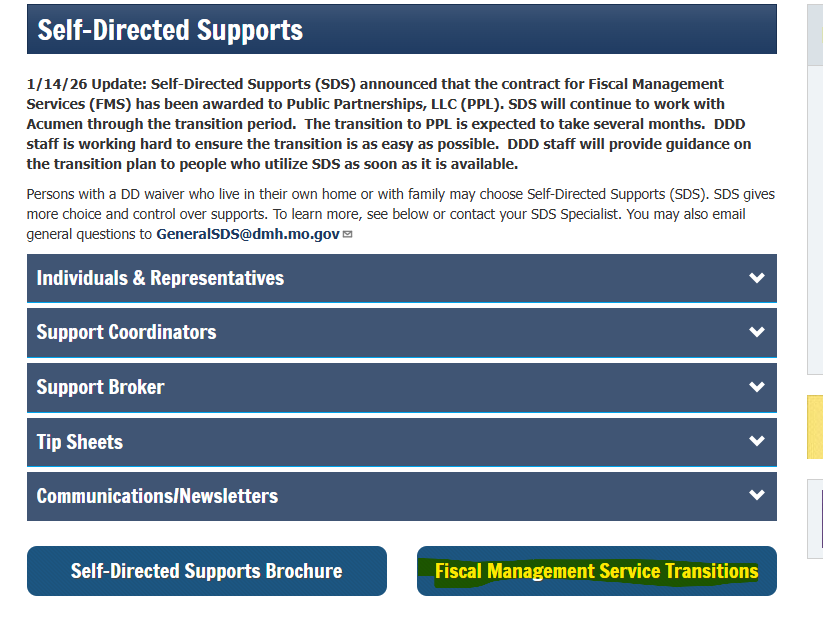 Self-Directed Supports
1/14/26 Update: Self-Directed Supports (SDS) announced that the contract for Fiscal Management
Services (FMS) has been awarded to Public Partnerships, LLC (PPL). SDS will continue to work with
Acumen through the transition period.  The transition to PPL is expected to take several months.  DDD
staff is working hard to ensure the transition is as easy as possible.  DDD staff will provide guidance on
the transition plan to people who utilize SDS as soon as it is available.
Persons with a DD waiver who live in their own home or with family may choose Self-Directed Supports (SDS). SDS gives
more choice and control over supports. To learn more, see below or contact your SDS Specialist. You may also email
general questions to GeneralSDS@dmh.mo.gov
Individuals & Representatives
Support Coordinators
Support Broker
Tip Sheets
Communications/Newsletters
Self-Directed Supports Brochure
Fiscal Management Service Transitions